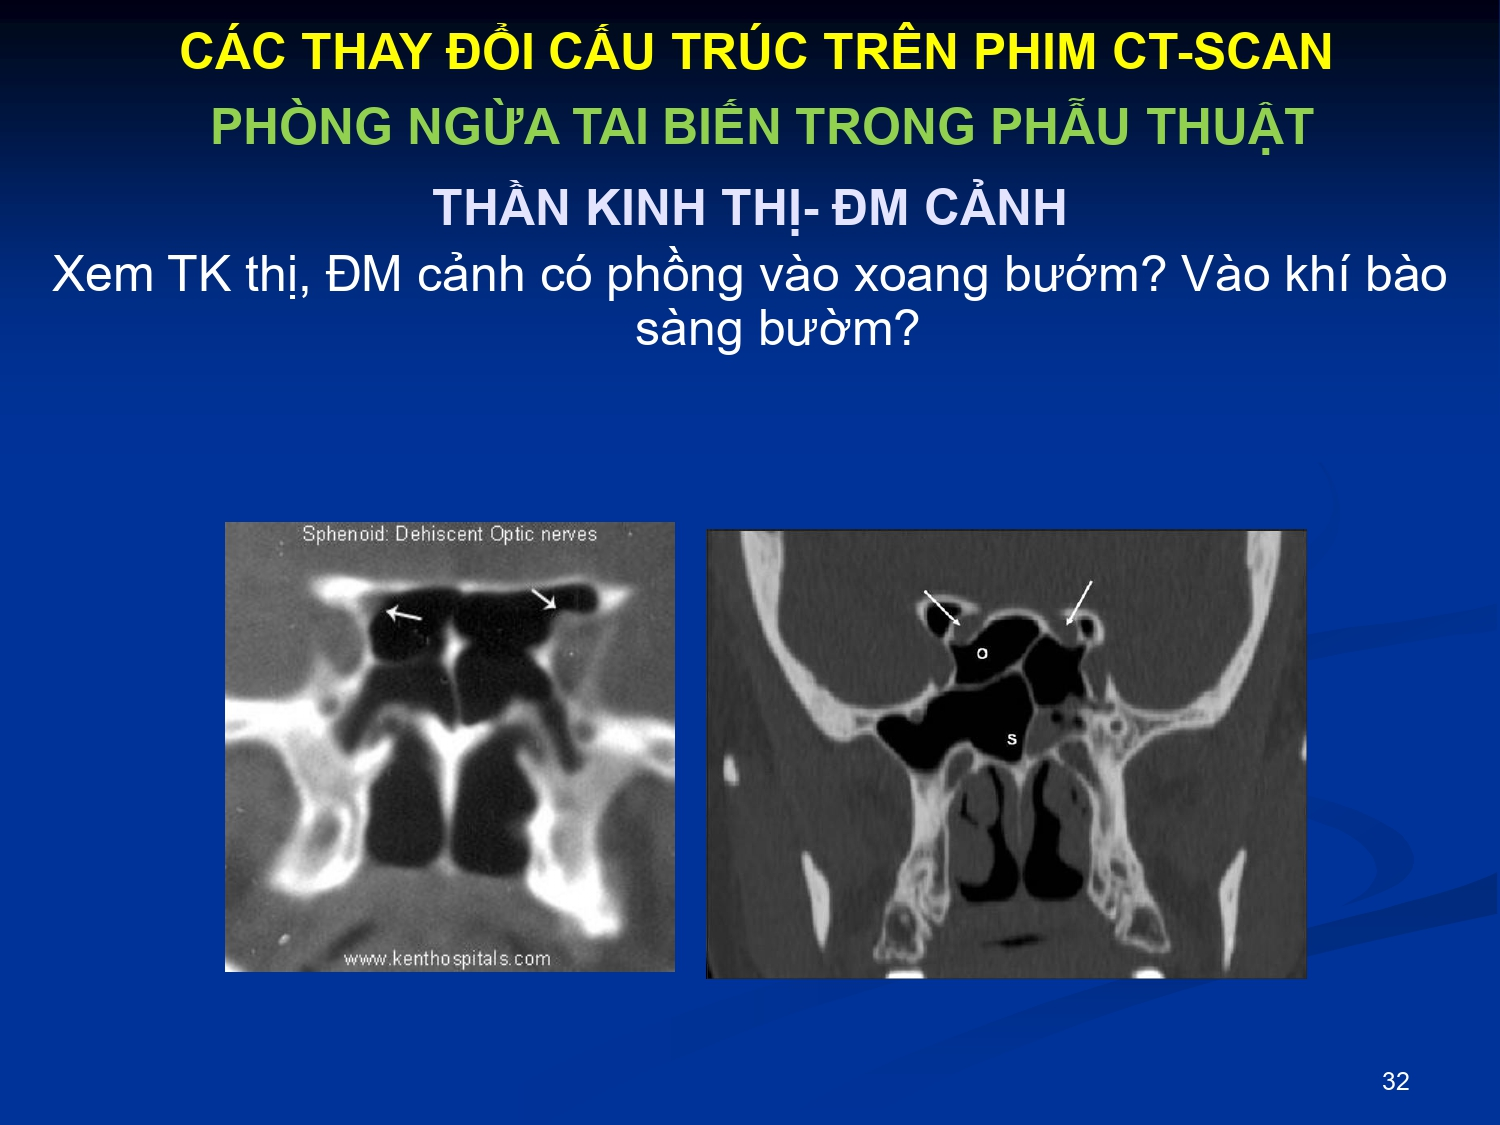 CÁC THAY ĐỔI CẤU TRÚC TRÊN PHIM CT-SCAN
PHÒNG NGỪA TAI BIẾN TRONG PHẪU THUẬT
THẦN KINH THỊ- ĐM CẢNH
Xem TK thị, ĐM cảnh có phồng vào xoang bướm? Vào khí bào
sàng bườm?
Sphenoid: Dehiscent Optic nerves
O
S
www.kenthospitals.com
32